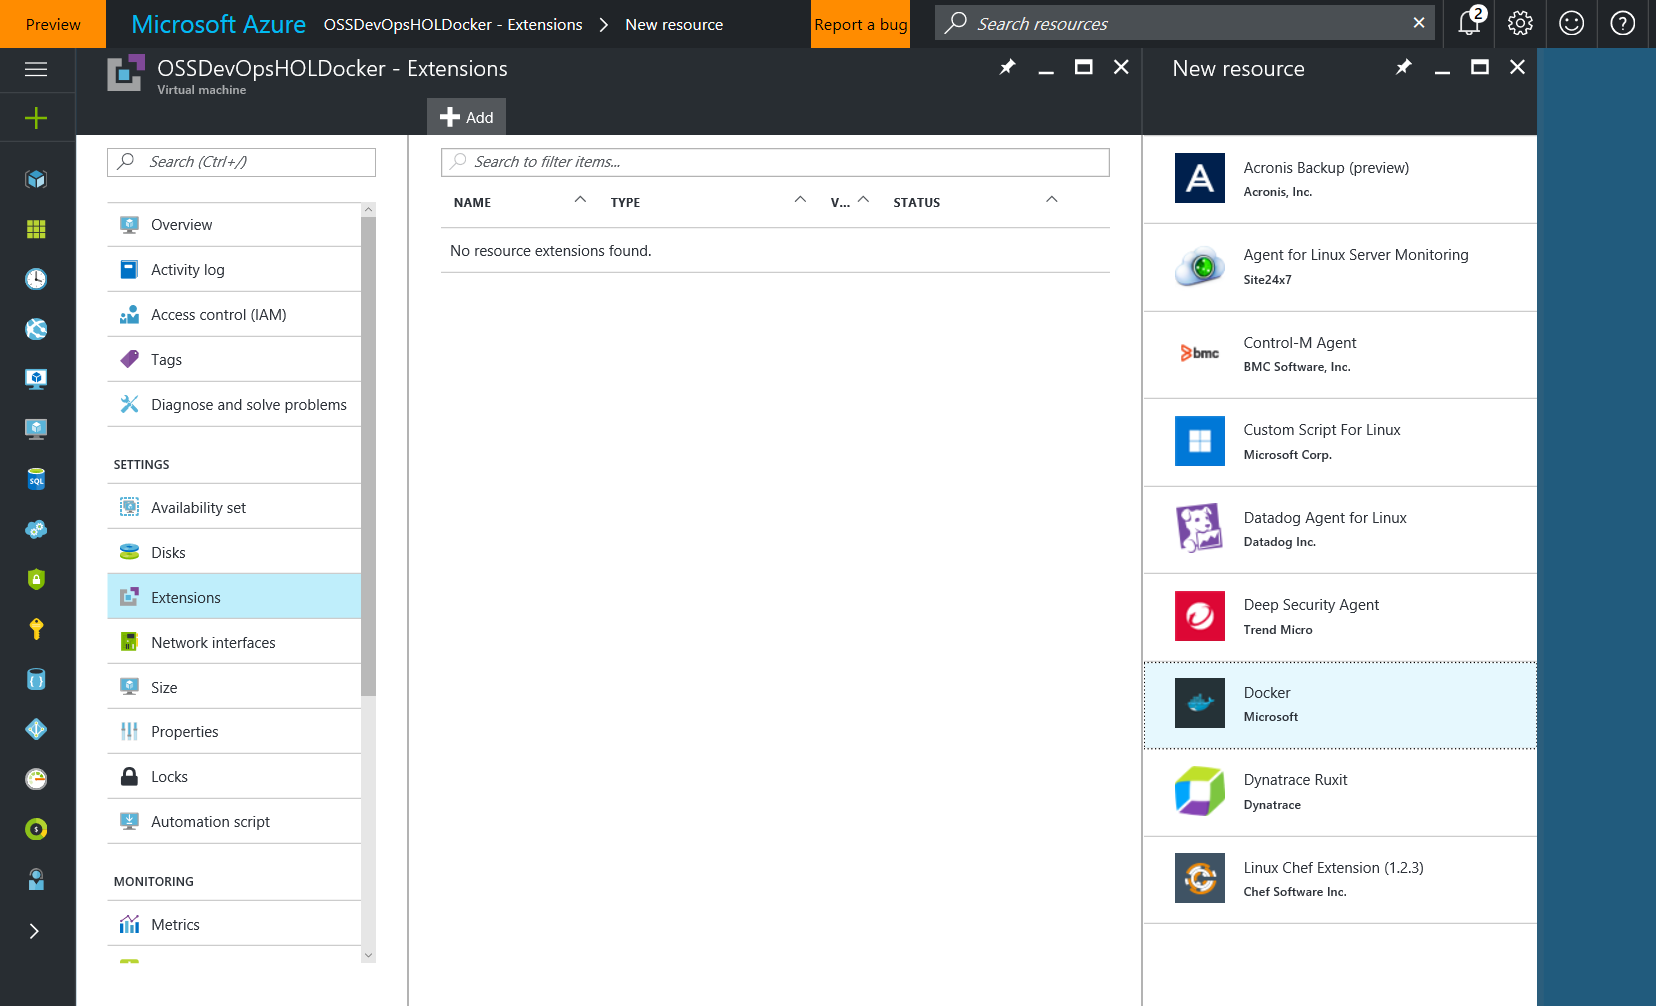 Preview
Microsoft Azure
OSSDevOpsHOLDocker - Extensions
New resource
Report a bug
Search resources
2
OSSDevOpsHOLDocker - Extensions
Virtual machine
Add
Search (Ctrl+/)
Overview
Activity log
Access control (IAM)
Tags
Diagnose and solve problems
SETTINGS
Availability set
Disks
Extensions
Network interfaces
Size
Properties
Locks
Automation script
MONITORING
Metrics
Search to filter items...
NAME TYPE V... STATUS
No resource extensions found.
New resource
Acronis Backup (preview)
Acronis, Inc.
Agent for Linux Server Monitoring
Site24x7
bmc
Control-M Agent
BMC Software, Inc.
Custom Script For Linux
Microsoft Corp.
Datadog Agent for Linux
Datadog Inc.
Deep Security Agent
Trend Micro
Docker
Microsoft
Dynatrace Ruxit
Dynatrace
Linux Chef Extension (1.2.3)
Chef Software Inc.
SQL